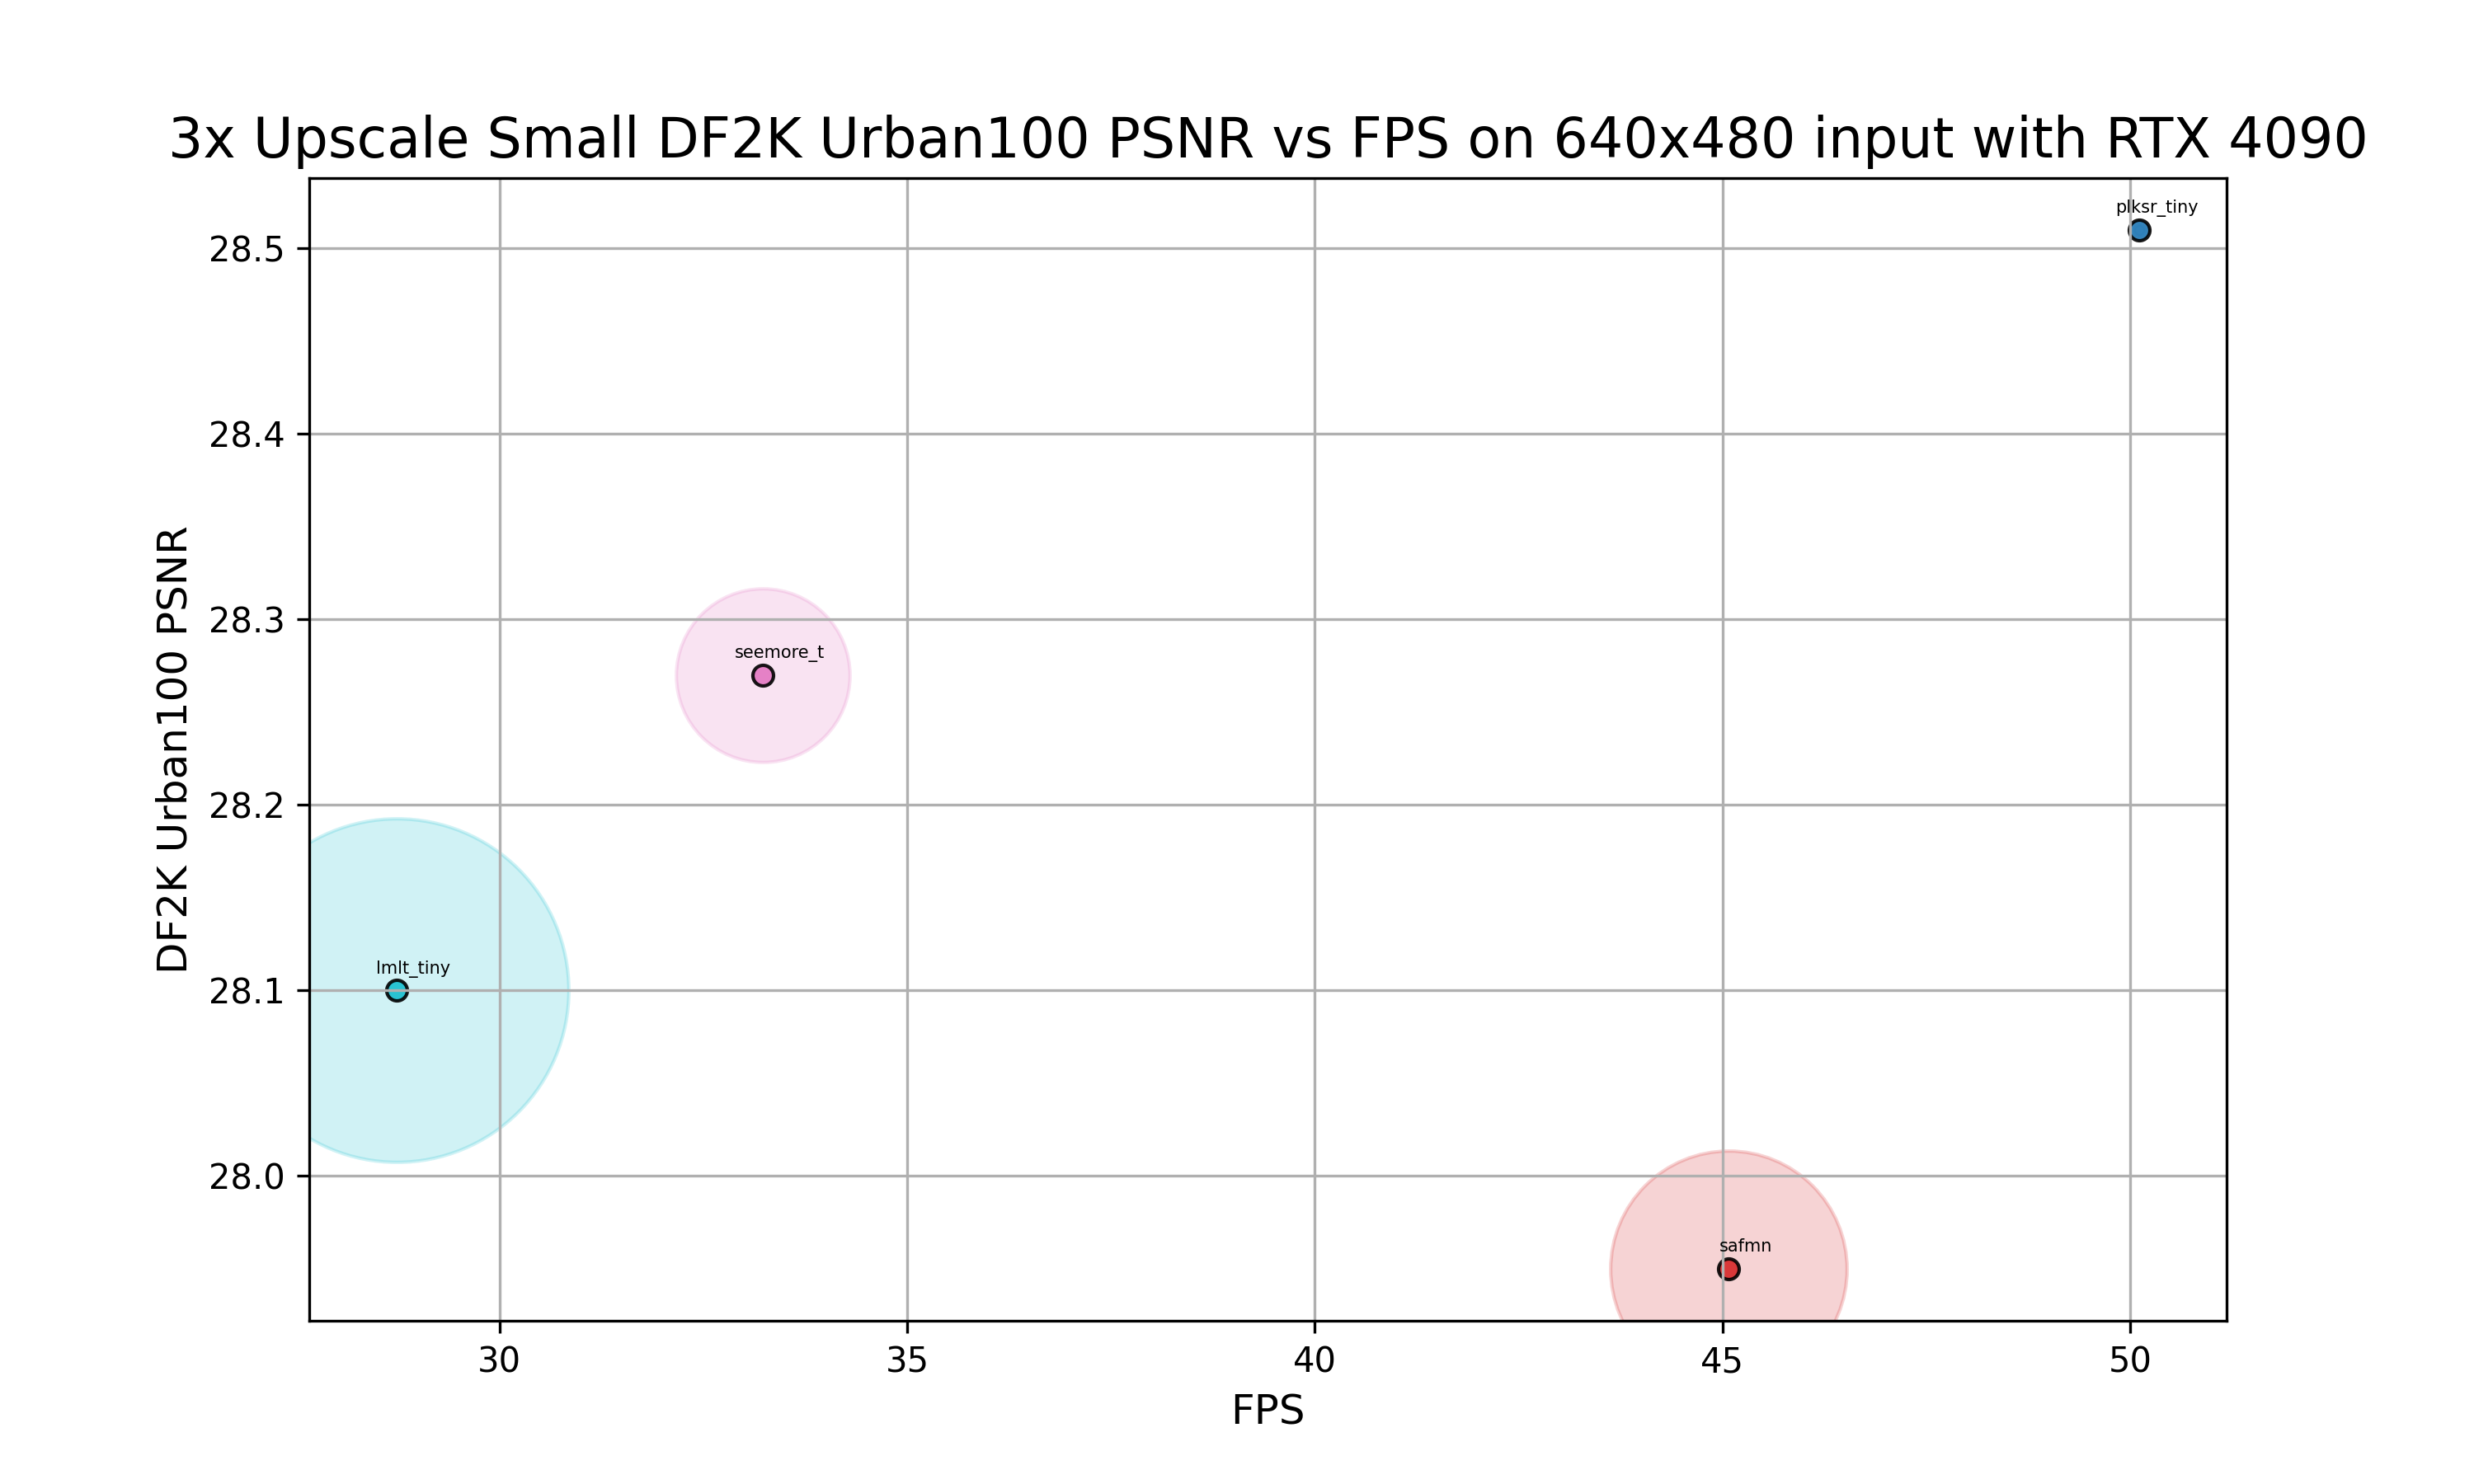 3x Upscale Small DF2K Urban100 PSNR vs FPS on 640x480 input with RTX 4090
DF2K Urban100 PSNR
28.5
28.4
28.3
28.2
28.1
28.0
plksr_tiny
seemore_t
lmlt_tiny
safmn
30 35 40 45 50
FPS